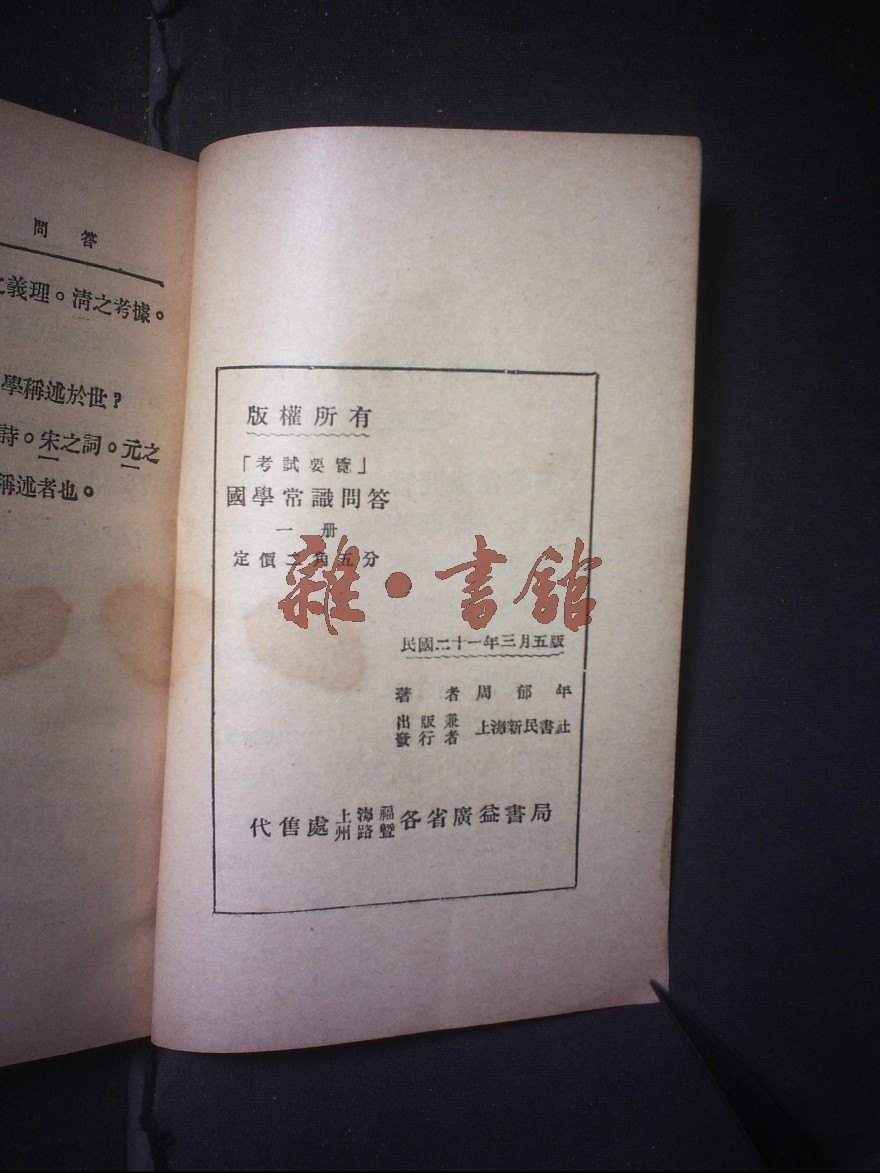 問答
義理。清之考據。
學稱述於世？
詩。宋之詞。元之
稱述者也。
版權所有
「考試要覽」
國學常識問答
一册
定價二角五分
雜·書館
民國二十一年三月五版
著者 周郁年
出版兼發行者 上海新民書社
代售處 上海福州路暨各省廣益書局